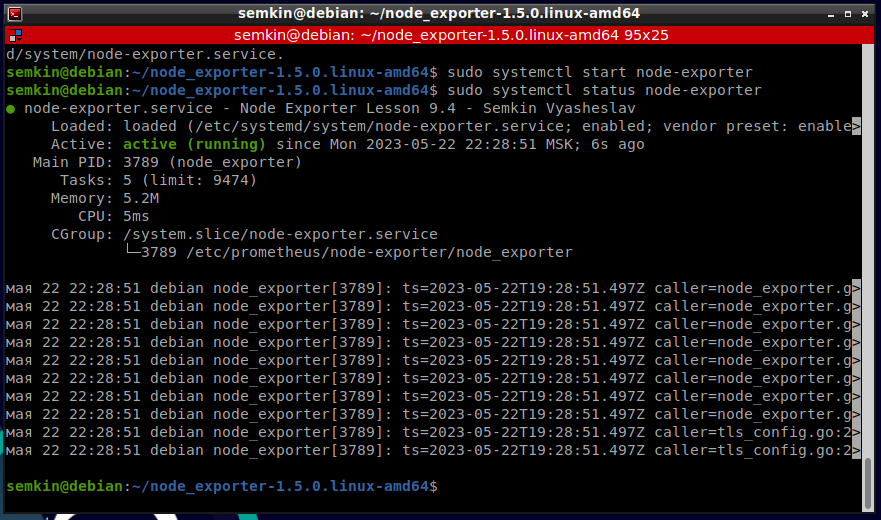 semkin@debian: ~/node_exporter-1.5.0.linux-amd64
semkin@debian: ~/node_exporter-1.5.0.linux-amd64 95x25
d/system/node-exporter.service.
semkin@debian:~/node_exporter-1.5.0.linux-amd64$ sudo systemctl start node-exporter
semkin@debian:~/node_exporter-1.5.0.linux-amd64$ sudo systemctl status node-exporter
● node-exporter.service - Node Exporter Lesson 9.4 - Semkin Vyasheslav
Loaded: loaded (/etc/systemd/system/node-exporter.service; enabled; vendor preset: enable>
Active: active (running) since Mon 2023-05-22 22:28:51 MSK; 6s ago
Main PID: 3789 (node_exporter)
Tasks: 5 (limit: 9474)
Memory: 5.2M
CPU: 5ms
CGroup: /system.slice/node-exporter.service
└─3789 /etc/prometheus/node-exporter/node_exporter
мая 22 22:28:51 debian node_exporter[3789]: ts=2023-05-22T19:28:51.497Z caller=node_exporter.g>
мая 22 22:28:51 debian node_exporter[3789]: ts=2023-05-22T19:28:51.497Z caller=node_exporter.g>
мая 22 22:28:51 debian node_exporter[3789]: ts=2023-05-22T19:28:51.497Z caller=node_exporter.g>
мая 22 22:28:51 debian node_exporter[3789]: ts=2023-05-22T19:28:51.497Z caller=node_exporter.g>
мая 22 22:28:51 debian node_exporter[3789]: ts=2023-05-22T19:28:51.497Z caller=node_exporter.g>
мая 22 22:28:51 debian node_exporter[3789]: ts=2023-05-22T19:28:51.497Z caller=node_exporter.g>
мая 22 22:28:51 debian node_exporter[3789]: ts=2023-05-22T19:28:51.497Z caller=node_exporter.g>
мая 22 22:28:51 debian node_exporter[3789]: ts=2023-05-22T19:28:51.497Z caller=node_exporter.g>
мая 22 22:28:51 debian node_exporter[3789]: ts=2023-05-22T19:28:51.497Z caller=tls_config.go:2>
мая 22 22:28:51 debian node_exporter[3789]: ts=2023-05-22T19:28:51.497Z caller=tls_config.go:2>
semkin@debian:~/node_exporter-1.5.0.linux-amd64$